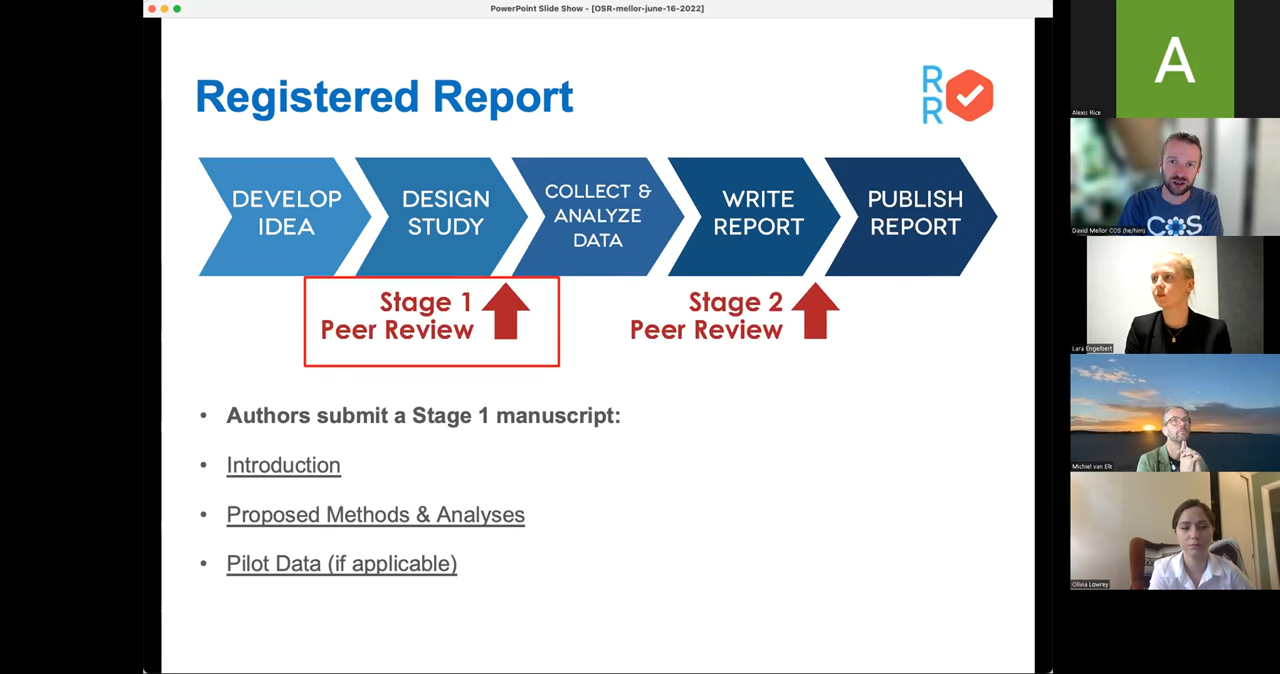 PowerPoint Slide Show - [OSR-mellor-june-16-2022]
Registered Report
R
R
DEVELOP
IDEA
DESIGN
STUDY
COLLECT &
ANALYZE
DATA
WRITE
REPORT
PUBLISH
REPORT
Stage 1
Peer Review
Stage 2
Peer Review
• Authors submit a Stage 1 manuscript:
• Introduction
• Proposed Methods & Analyses
• Pilot Data (if applicable)
A
Alexis Rice
COS
David Mellor COS (he/him)
Lara Engelbert
Michiel van Elk
Olivia Lowrey